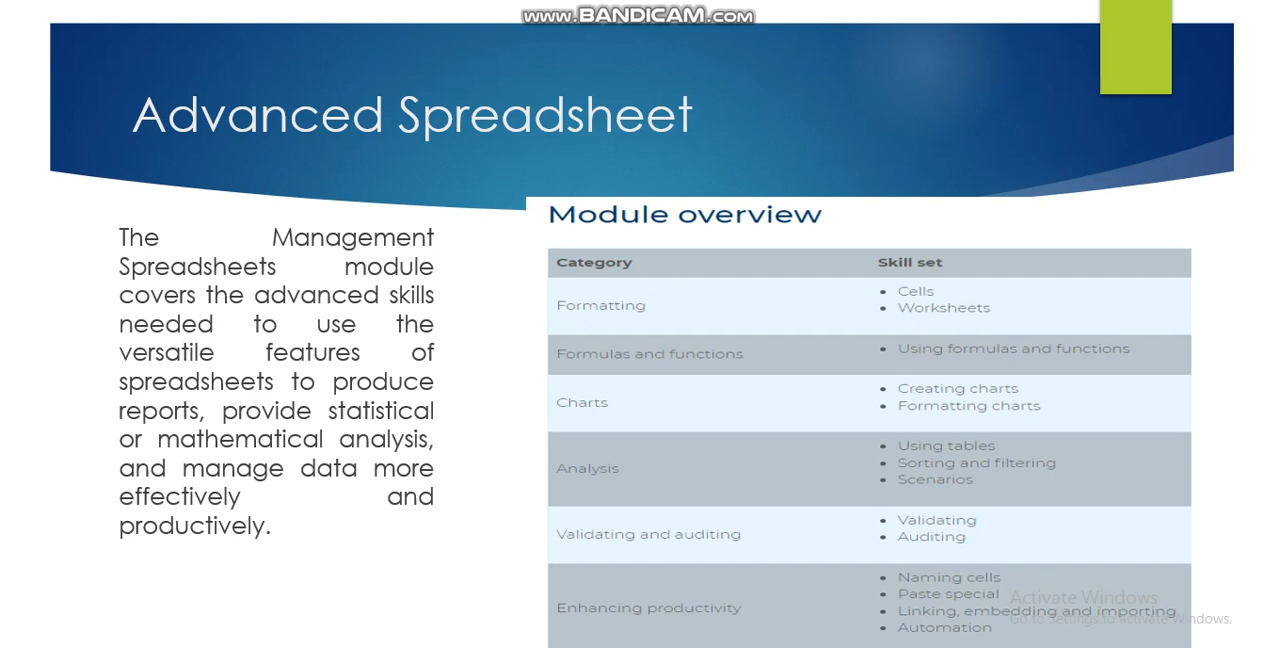 www.BANDICAM.com
Advanced Spreadsheet
The Management
Spreadsheets module
covers the advanced skills
needed to use the
versatile features of
spreadsheets to produce
reports, provide statistical
or mathematical analysis,
and manage data more
effectively and
productively.
Module overview
Category Skill set
Formatting
• Cells
• Worksheets
Formulas and functions
• Using formulas and functions
Charts
• Creating charts
• Formatting charts
Analysis
• Using tables
• Sorting and filtering
• Scenarios
Validating and auditing
• Validating
• Auditing
Enhancing productivity
• Naming cells
• Paste special
• Linking, embedding and importing
• Automation
Activate Windows
Go to Settings to activate Windows.